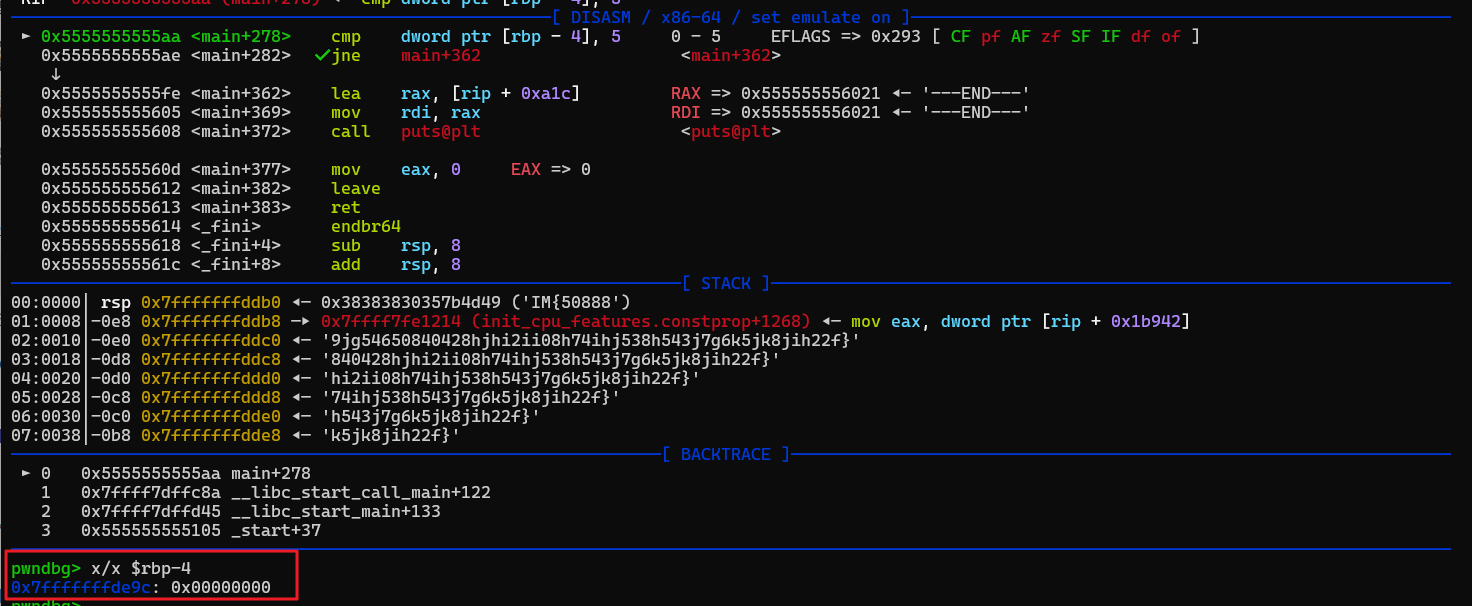 RIP 0x5555555555aa (main+278) ◂— cmp dword ptr [rbp - 4], 5
[ DISASM / x86-64 / set emulate on ]
► 0x5555555555aa <main+278> cmp dword ptr [rbp - 4], 5 0 - 5 EFLAGS => 0x293 [ CF pf AF zf SF IF df of ]
0x5555555555ae <main+282> ✓jne main+362 <main+362>
↓
0x5555555555fe <main+362> lea rax, [rip + 0xa1c] RAX => 0x555555556021 ◂— '---END---'
0x555555555605 <main+369> mov rdi, rax RDI => 0x555555556021 ◂— '---END---'
0x555555555608 <main+372> call puts@plt <puts@plt>
0x55555555560d <main+377> mov eax, 0 EAX => 0
0x555555555612 <main+382> leave
0x555555555613 <main+383> ret
0x555555555614 <_fini> endbr64
0x555555555618 <_fini+4> sub rsp, 8
0x55555555561c <_fini+8> add rsp, 8
[ STACK ]
00:0000│ rsp 0x7fffffffddb0 ◂— 0x38383830357b4d49 ('IM{50888')
01:0008│-0e8 0x7fffffffddb8 —▸ 0x7ffff7fe1214 (init_cpu_features.constprop+1268) ◂— mov eax, dword ptr [rip + 0x1b942]
02:0010│-0e0 0x7fffffffddc0 ◂— '9jg54650840428hjhi2ii08h74ihj538h543j7g6k5jk8jih22f}'
03:0018│-0d8 0x7fffffffddc8 ◂— '840428hjhi2ii08h74ihj538h543j7g6k5jk8jih22f}'
04:0020│-0d0 0x7fffffffddd0 ◂— 'hi2ii08h74ihj538h543j7g6k5jk8jih22f}'
05:0028│-0c8 0x7fffffffddd8 ◂— '74ihj538h543j7g6k5jk8jih22f}'
06:0030│-0c0 0x7fffffffdde0 ◂— 'h543j7g6k5jk8jih22f}'
07:0038│-0b8 0x7fffffffdde8 ◂— 'k5jk8jih22f}'
[ BACKTRACE ]
► 0 0x5555555555aa main+278
1 0x7ffff7dffc8a __libc_start_call_main+122
2 0x7ffff7dffd45 __libc_start_main+133
3 0x555555555105 _start+37
pwndbg> x/x $rbp-4
0x7fffffffde9c: 0x00000000
pwndbg>